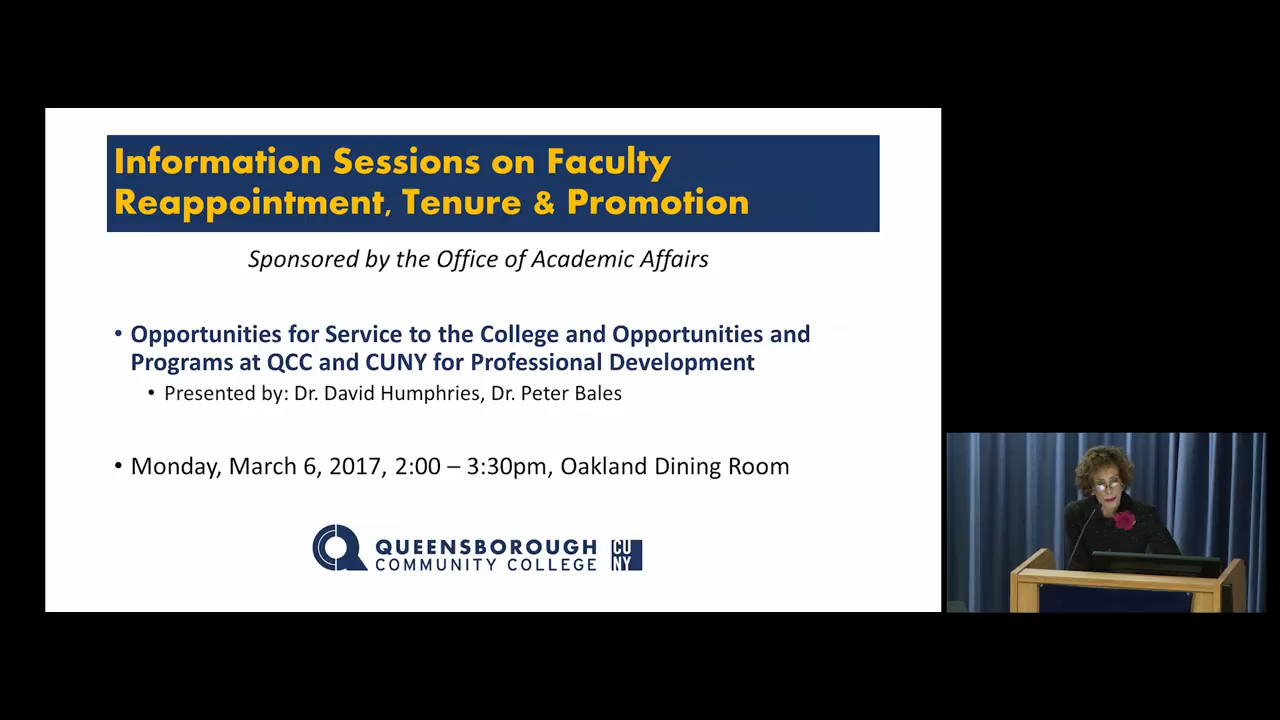 Information Sessions on Faculty
Reappointment, Tenure & Promotion
Sponsored by the Office of Academic Affairs
• Opportunities for Service to the College and Opportunities and
Programs at QCC and CUNY for Professional Development
• Presented by: Dr. David Humphries, Dr. Peter Bales
• Monday, March 6, 2017, 2:00 – 3:30pm, Oakland Dining Room
QUEENSBOROUGH
COMMUNITY COLLEGE
CU
NY